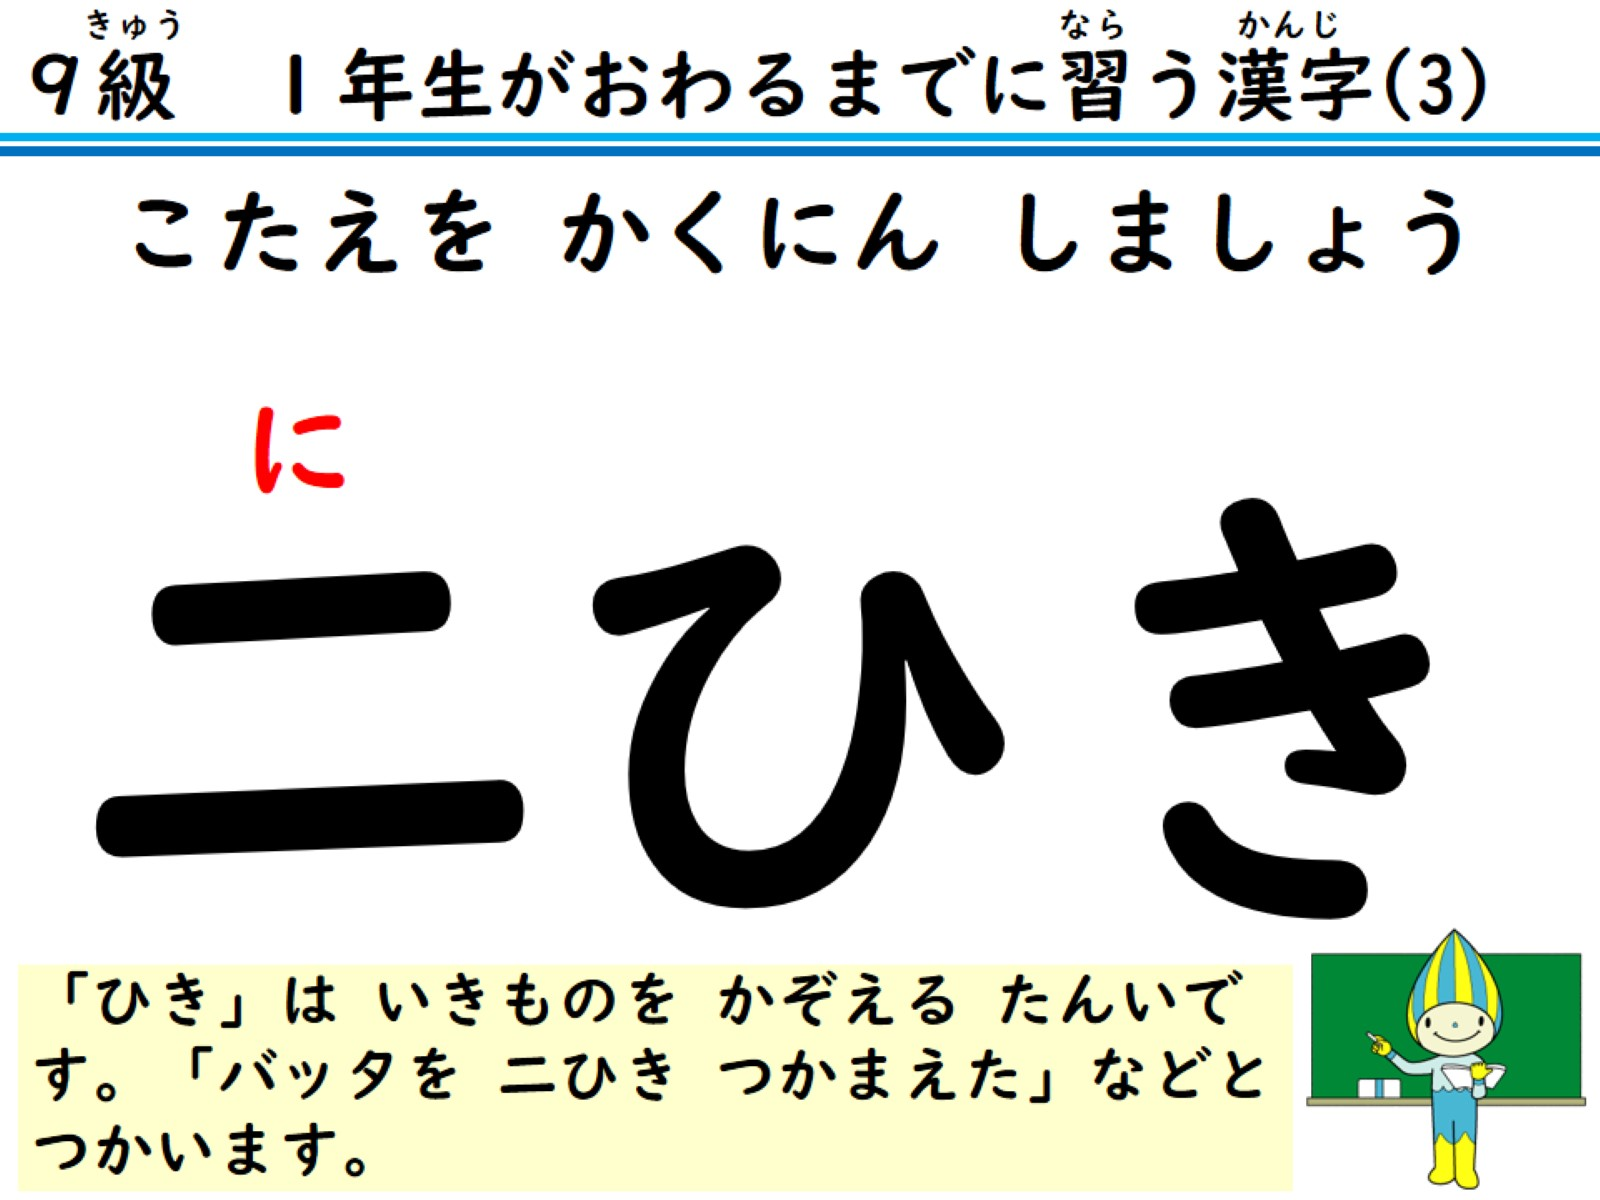 きゅう なら かんじ
9級 1年生がおわるまでに習う漢字(3)
こたえを かくにん しましょう
に
二ひき
「ひき」は いきものを かぞえる たんいで
す。「バッタを 二ひき つかまえた」などと
つかいます。